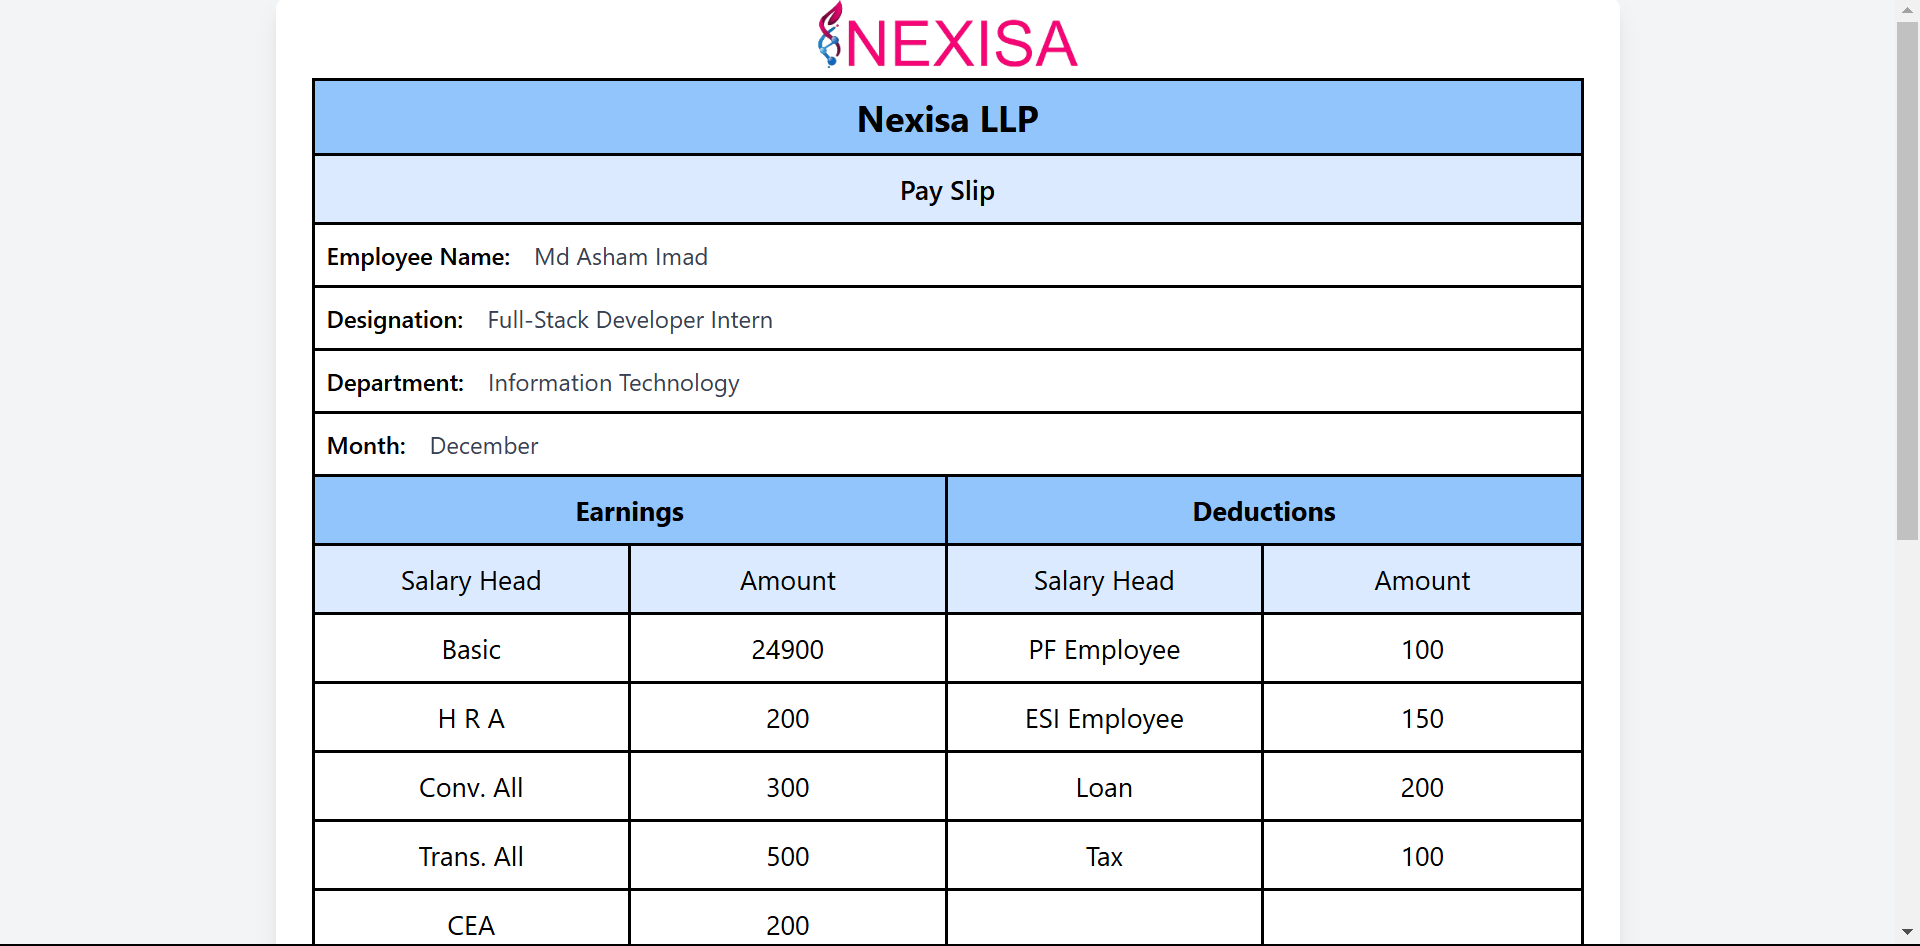 NEXISA
Nexisa LLP
Pay Slip
Employee Name: Md Asham Imad
Designation: Full-Stack Developer Intern
Department: Information Technology
Month: December
Earnings Deductions
Salary Head Amount Salary Head Amount
Basic 24900 PF Employee 100
H R A 200 ESI Employee 150
Conv. All 300 Loan 200
Trans. All 500 Tax 100
CEA 200